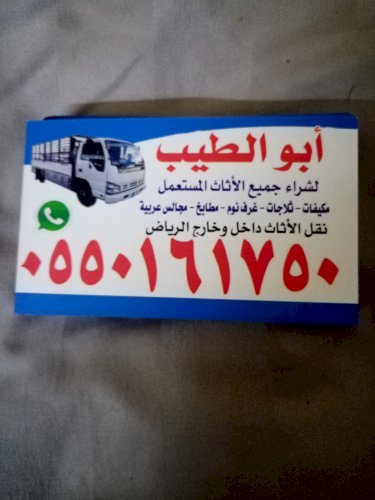 أبو الطيب
لشراء جميع الأثاث المستعمل
مكيفات - ثلاجات - غرف نوم - مطابخ - مجالس عربية
نقل الأثاث داخل وخارج الرياض
٠٥٥٠١٦١٧٥٠